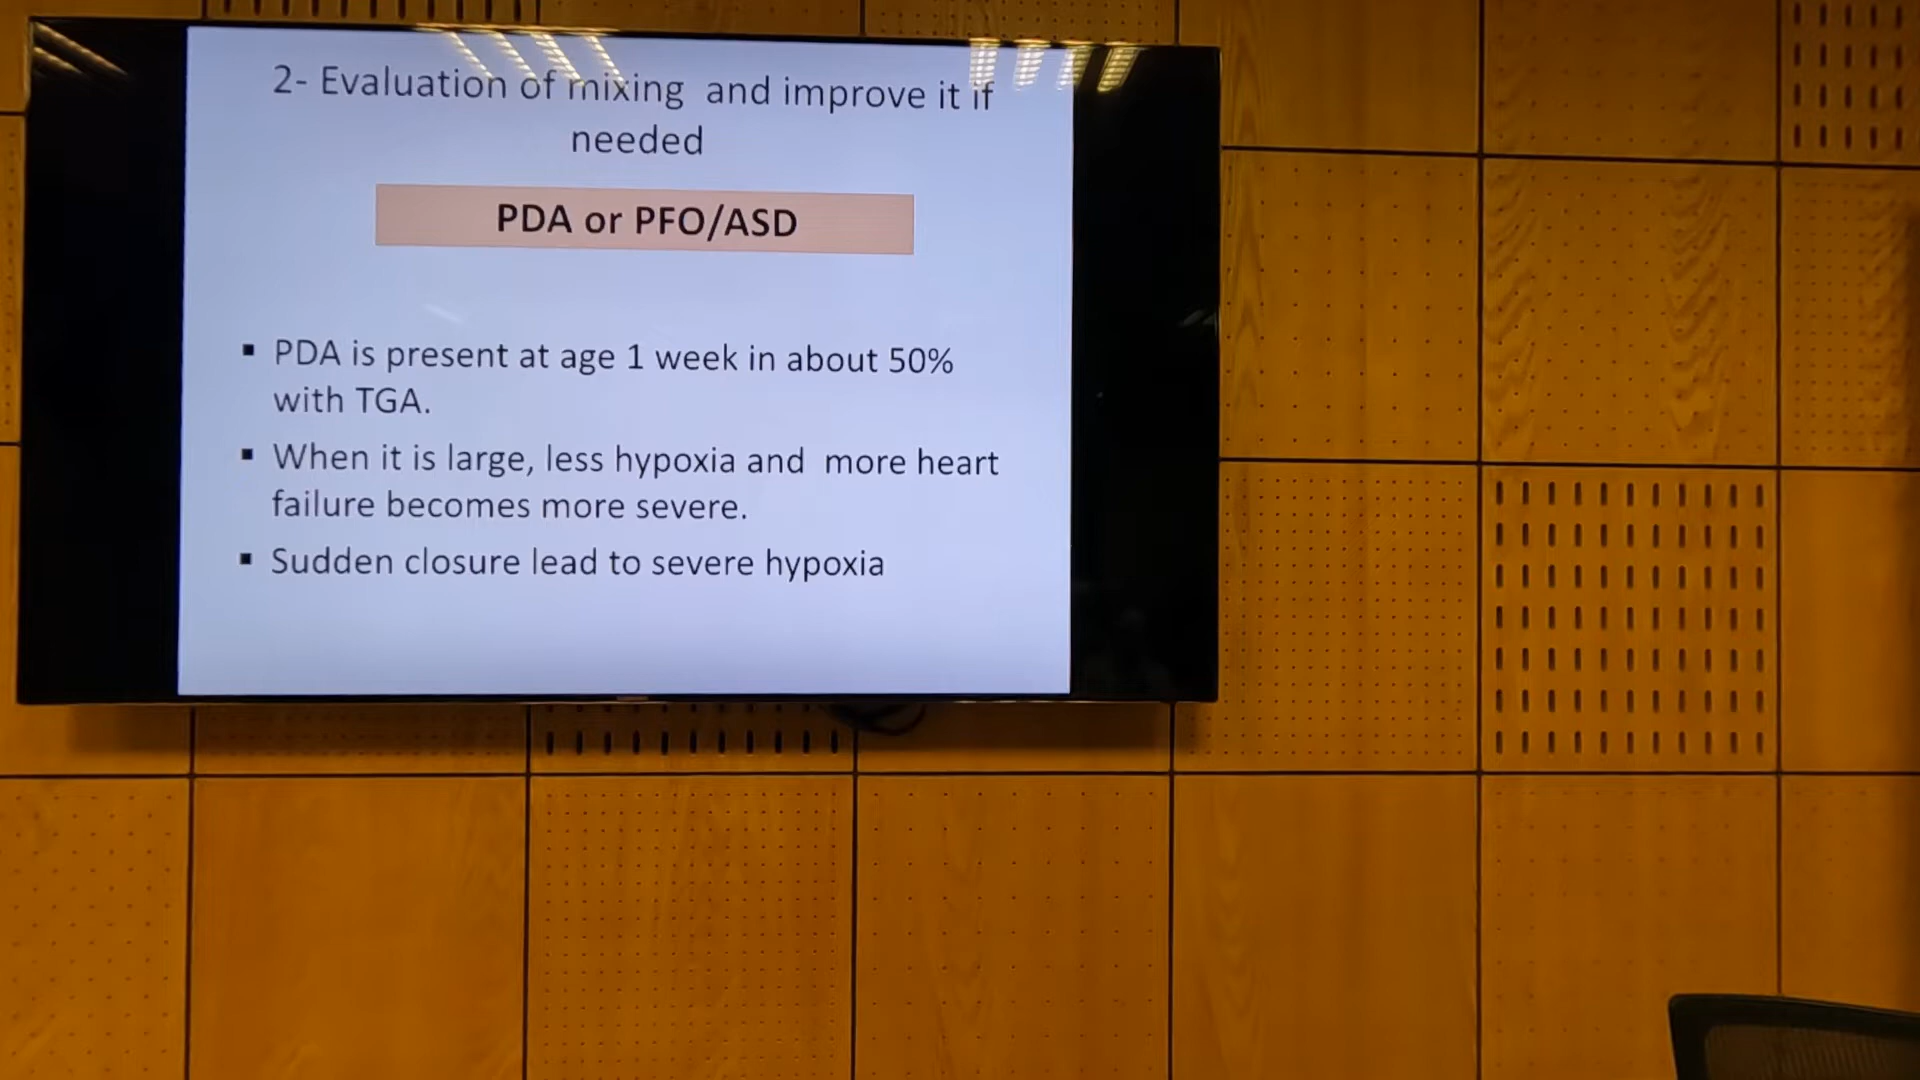 2- Evaluation of mixing and improve it if
needed
PDA or PFO/ASD
▪ PDA is present at age 1 week in about 50%
with TGA.
▪ When it is large, less hypoxia and more heart
failure becomes more severe.
▪ Sudden closure lead to severe hypoxia